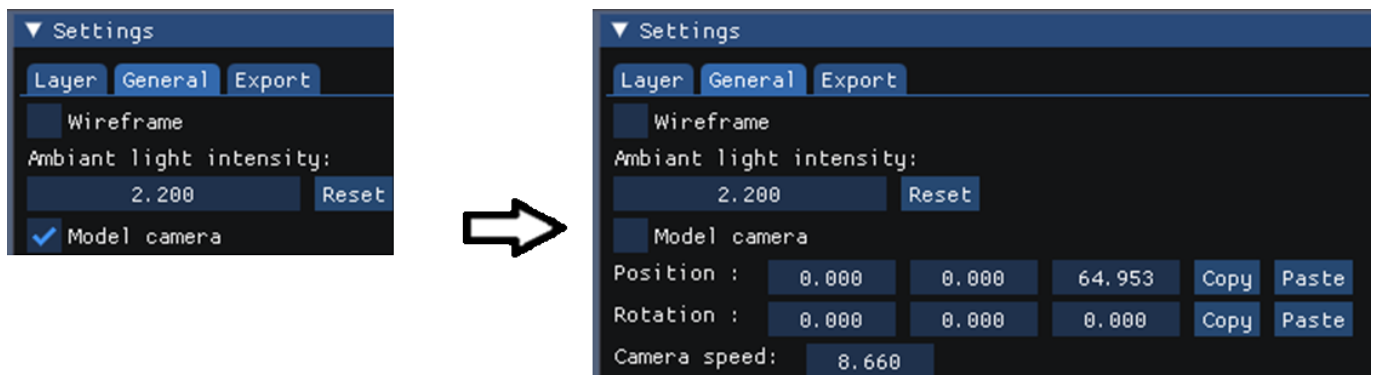 Settings
Layer General Export
Wireframe
Ambiant light intensity:
2.200 Reset
Model camera
Settings
Layer General Export
Wireframe
Ambiant light intensity:
2.200 Reset
Model camera
Position : 0.000 0.000 64.953 Copy Paste
Rotation : 0.000 0.000 0.000 Copy Paste
Camera speed: 8.660